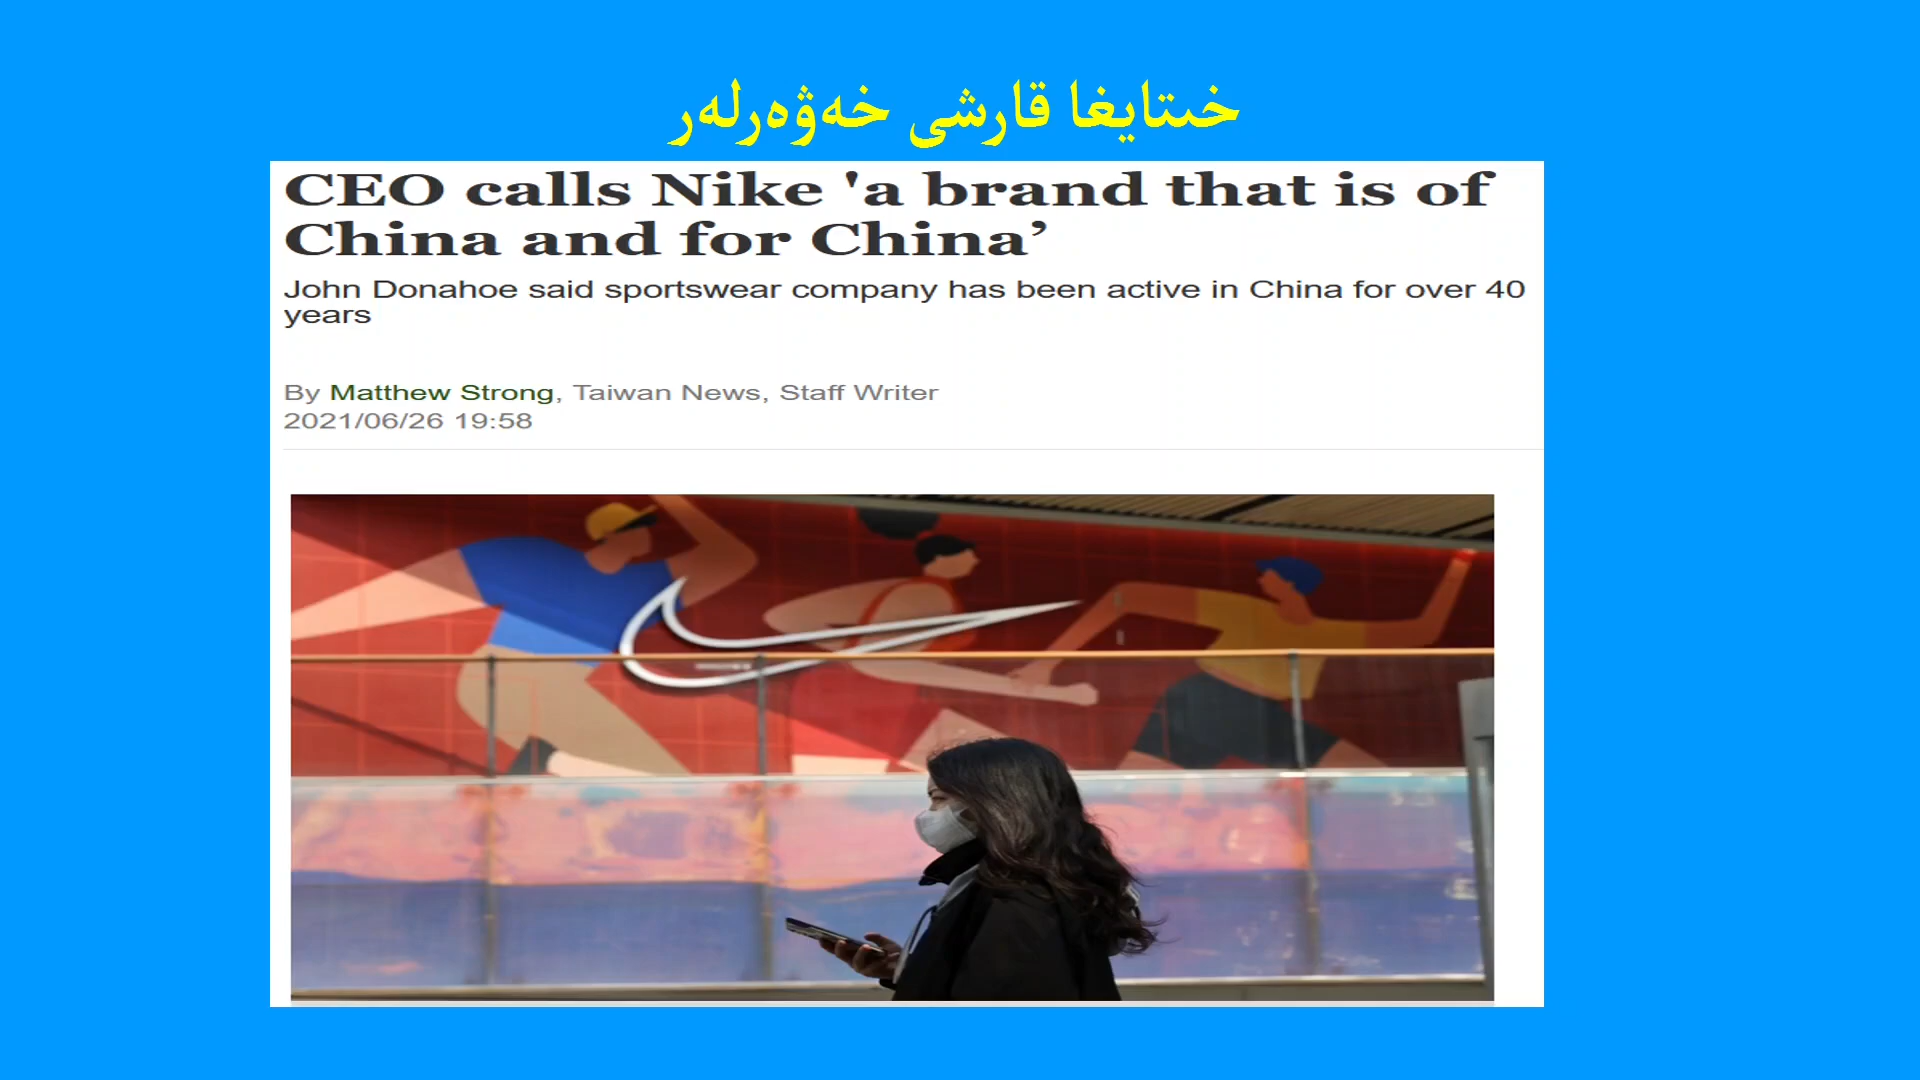 خىتايغا قارشى خەۋەرلەر
CEO calls Nike 'a brand that is of
China and for China’
John Donahoe said sportswear company has been active in China for over 40
years
By Matthew Strong, Taiwan News, Staff Writer
2021/06/26 19:58